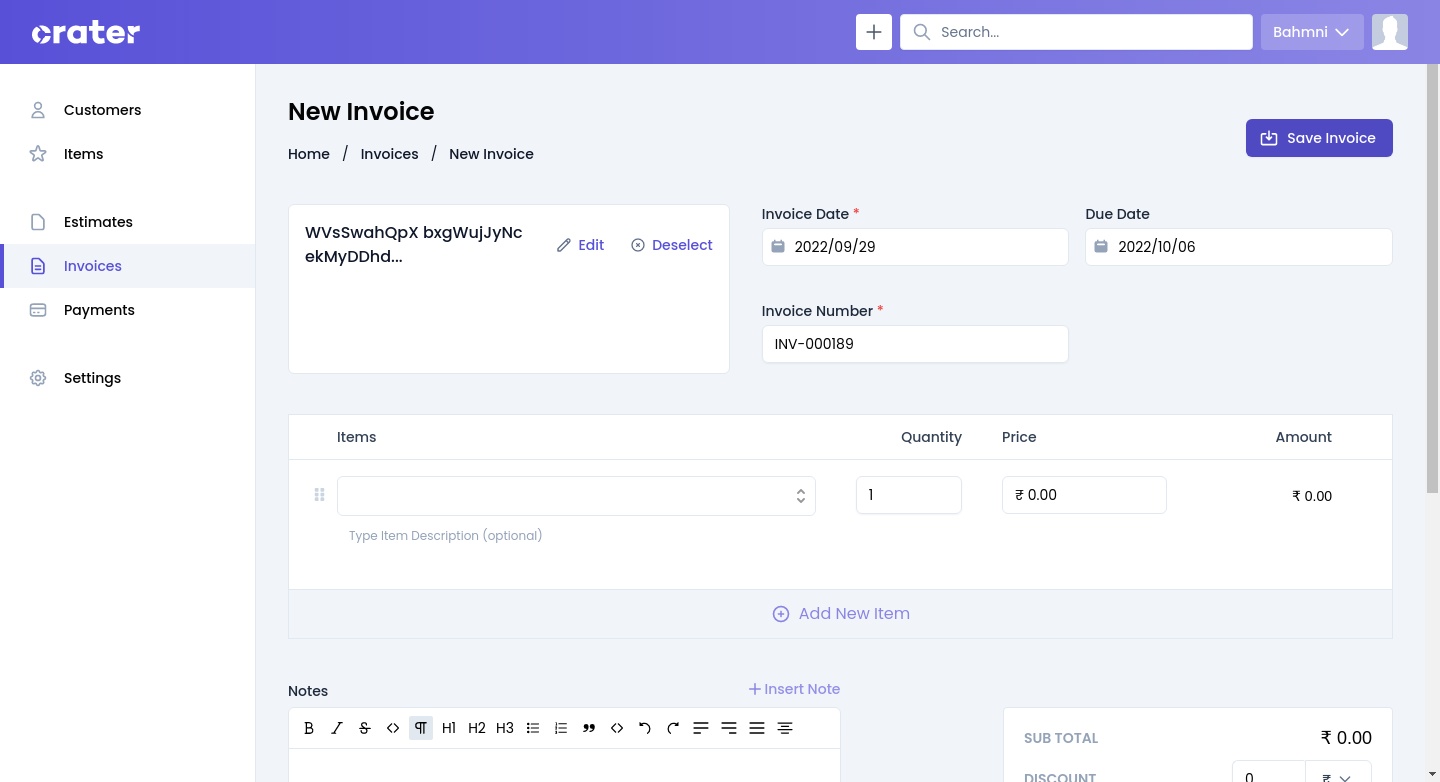 crater
Search...
Bahmni
Customers
Items
Estimates
Invoices
Payments
Settings
New Invoice
Home / Invoices / New Invoice
Save Invoice
WVsSwahQpX bxgWujJyNc
ekMyDDhd...
Edit
Deselect
Invoice Date *
Due Date
2022/09/29
2022/10/06
Invoice Number *
INV-000189
Items Quantity Price Amount
1 ₹ 0.00 ₹ 0.00
Type Item Description (optional)
Add New Item
Notes
Insert Note
B I S <> ¶ H1 H2 H3
SUB TOTAL ₹ 0.00
DISCOUNT 0 ₹